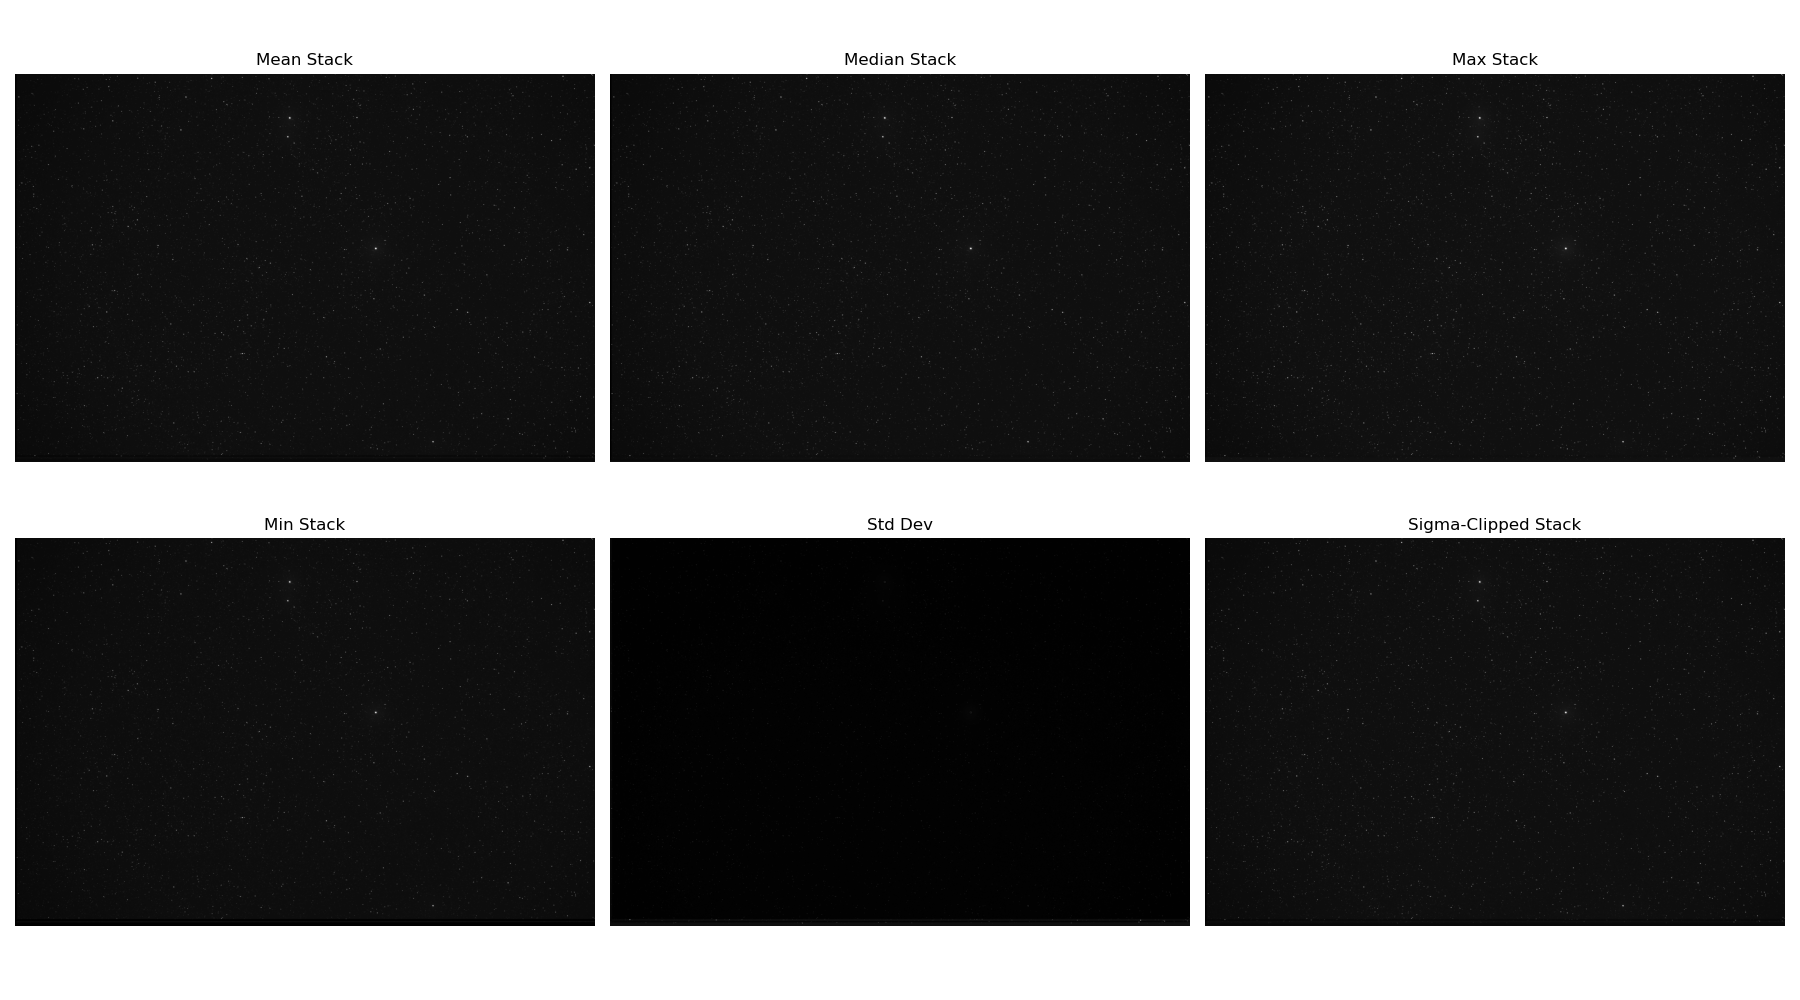 Mean Stack
Median Stack
Max Stack
Min Stack
Std Dev
Sigma-Clipped Stack